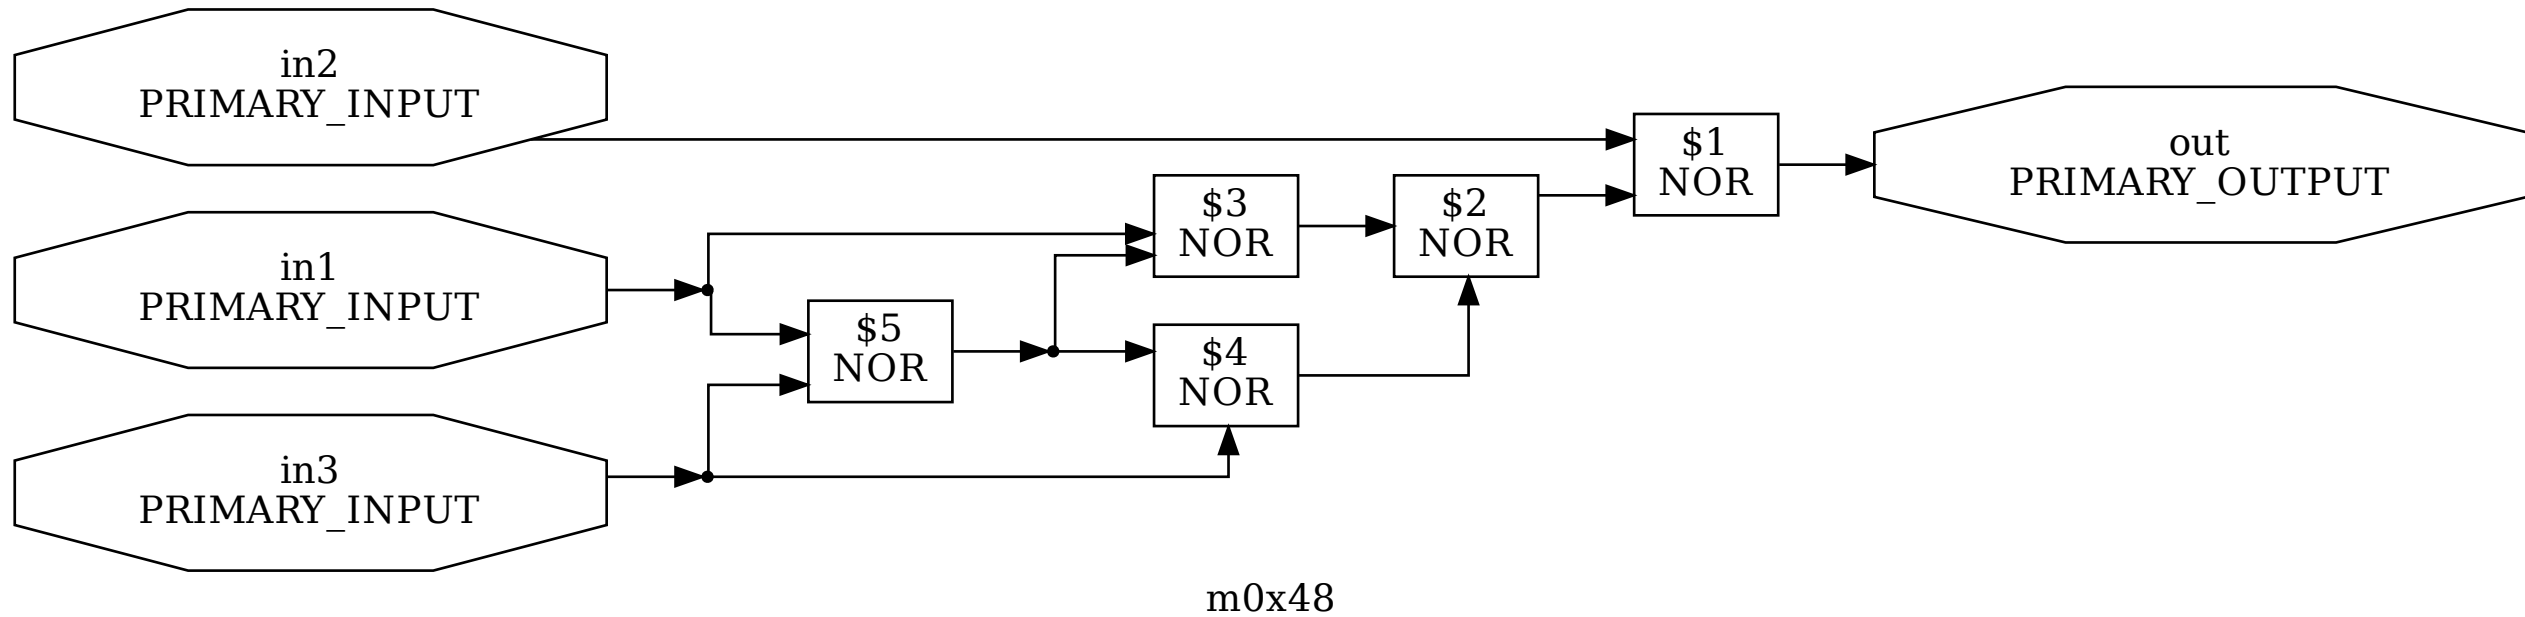 in2
PRIMARY_INPUT
in1
PRIMARY_INPUT
in3
PRIMARY_INPUT
$5
NOR
$3
NOR
$4
NOR
$2
NOR
$1
NOR
out
PRIMARY_OUTPUT
m0x48